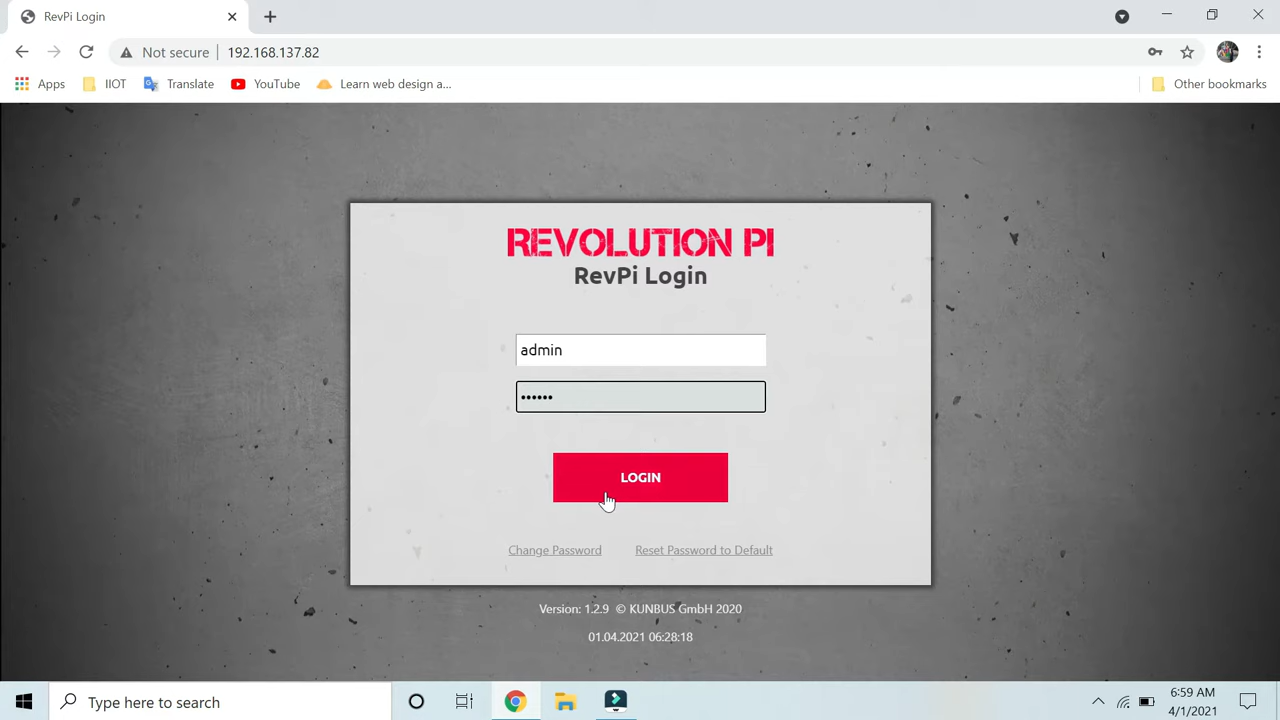 RevPi Login
Not secure
192.168.137.82
Apps
IIOT
Translate
YouTube
Learn web design a...
Other bookmarks
REVOLUTION PI
RevPi Login
admin
••••••
LOGIN
Change Password
Reset Password to Default
Version: 1.2.9 © KUNBUS GmbH 2020
01.04.2021 06:28:18
Type here to search
6:59 AM
4/1/2021